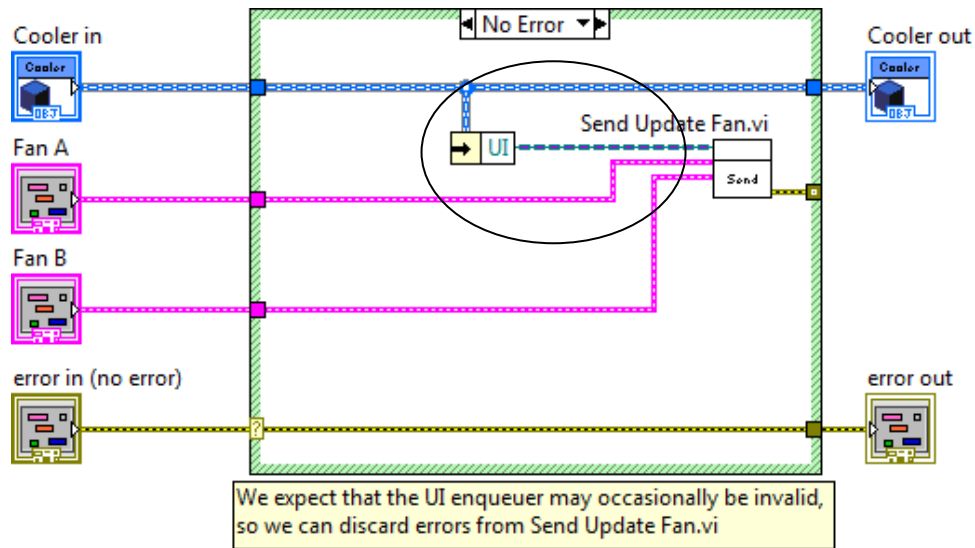 No Error
Cooler in
Cooler out
Cooler
OBJ
Cooler
OBJ
UI
Send Update Fan.vi
Send
Fan A
Fan B
error in (no error)
?
error out
We expect that the UI enqueuer may occasionally be invalid,
so we can discard errors from Send Update Fan.vi